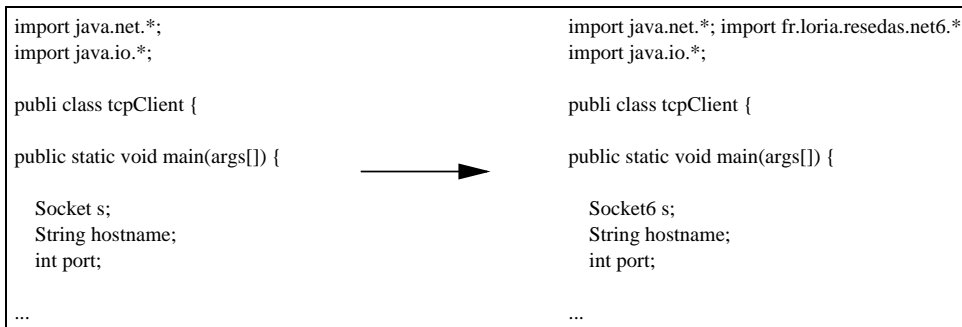 import java.net.*;
import java.io.*;
publi class tcpClient {
public static void main(args[]) {
Socket s;
String hostname;
int port;
...
import java.net.*; import fr.loria.resedas.net6.*
import java.io.*;
publi class tcpClient {
public static void main(args[]) {
Socket6 s;
String hostname;
int port;
...